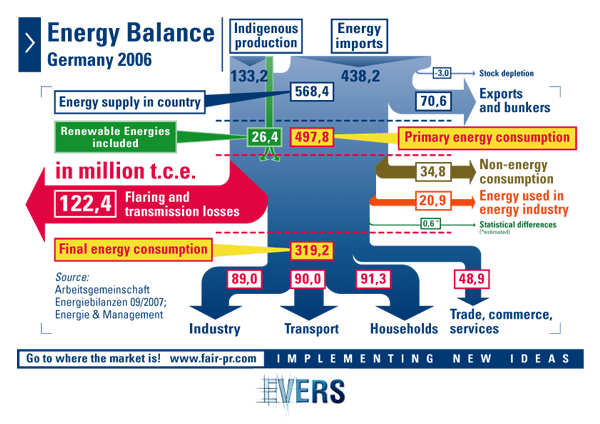 Energy Balance
Germany 2006
Indigenous
production
Energy
imports
133,2
438,2
-3,0
Stock depletion
Energy supply in country
568,4
70,6
Exports
and bunkers
Renewable Energies
included
26,4
497,8
Primary energy consumption
in million t.c.e.
34,8
Non-energy
consumption
122,4
Flaring and
transmission losses
20,9
Energy used in
energy industry
0,6 *
Statistical differences
(*estimated)
Final energy consumption
319,2
Source:
Arbeitsgemeinschaft
Energiebilanzen 09/2007;
Energie & Management
89,0
90,0
91,3
48,9
Industry
Transport
Households
Trade, commerce,
services
Go to where the market is! www.fair-pr.com
IMPLEMENTING NEW IDEAS
EVERS